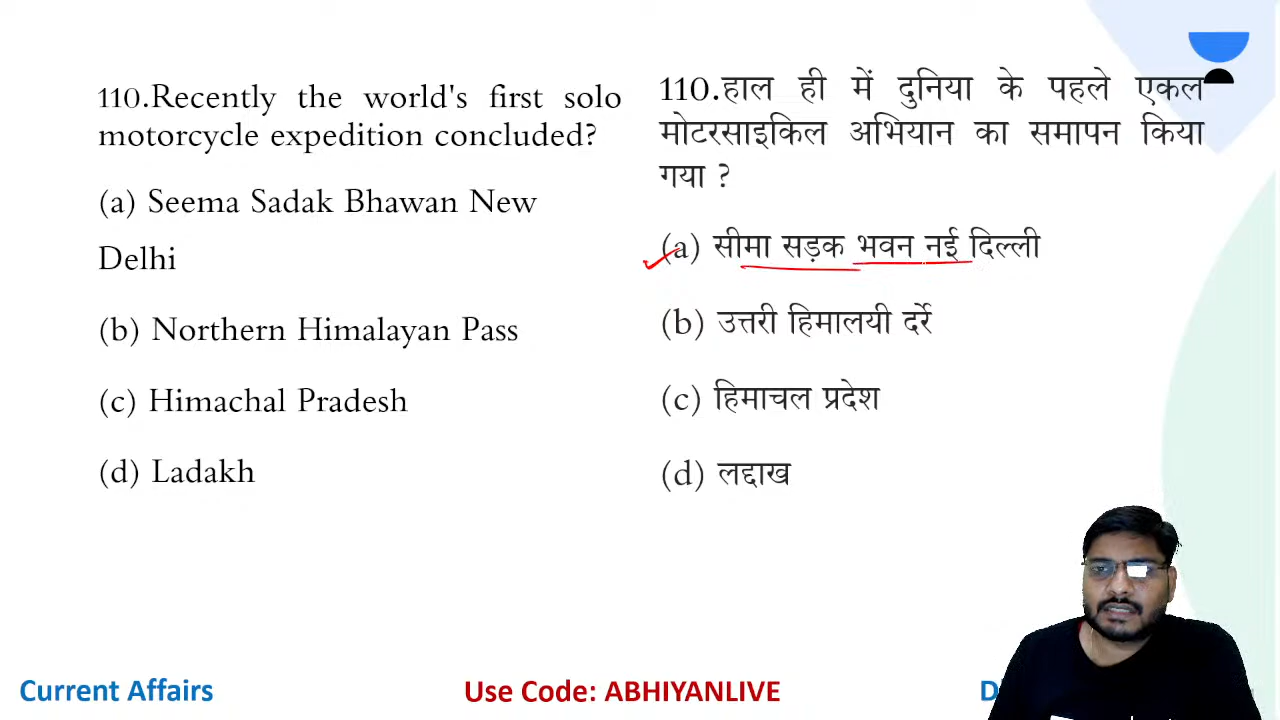 110.Recently the world's first solo
motorcycle expedition concluded?
(a) Seema Sadak Bhawan New
Delhi
(b) Northern Himalayan Pass
(c) Himachal Pradesh
(d) Ladakh
110.हाल ही में दुनिया के पहले एकल
मोटरसाइकिल अभियान का समापन किया
गया ?
(a) सीमा सड़क भवन नई दिल्ली
(b) उत्तरी हिमालयी दर्रे
(c) हिमाचल प्रदेश
(d) लद्दाख
Current Affairs
Use Code: ABHIYANLIVE